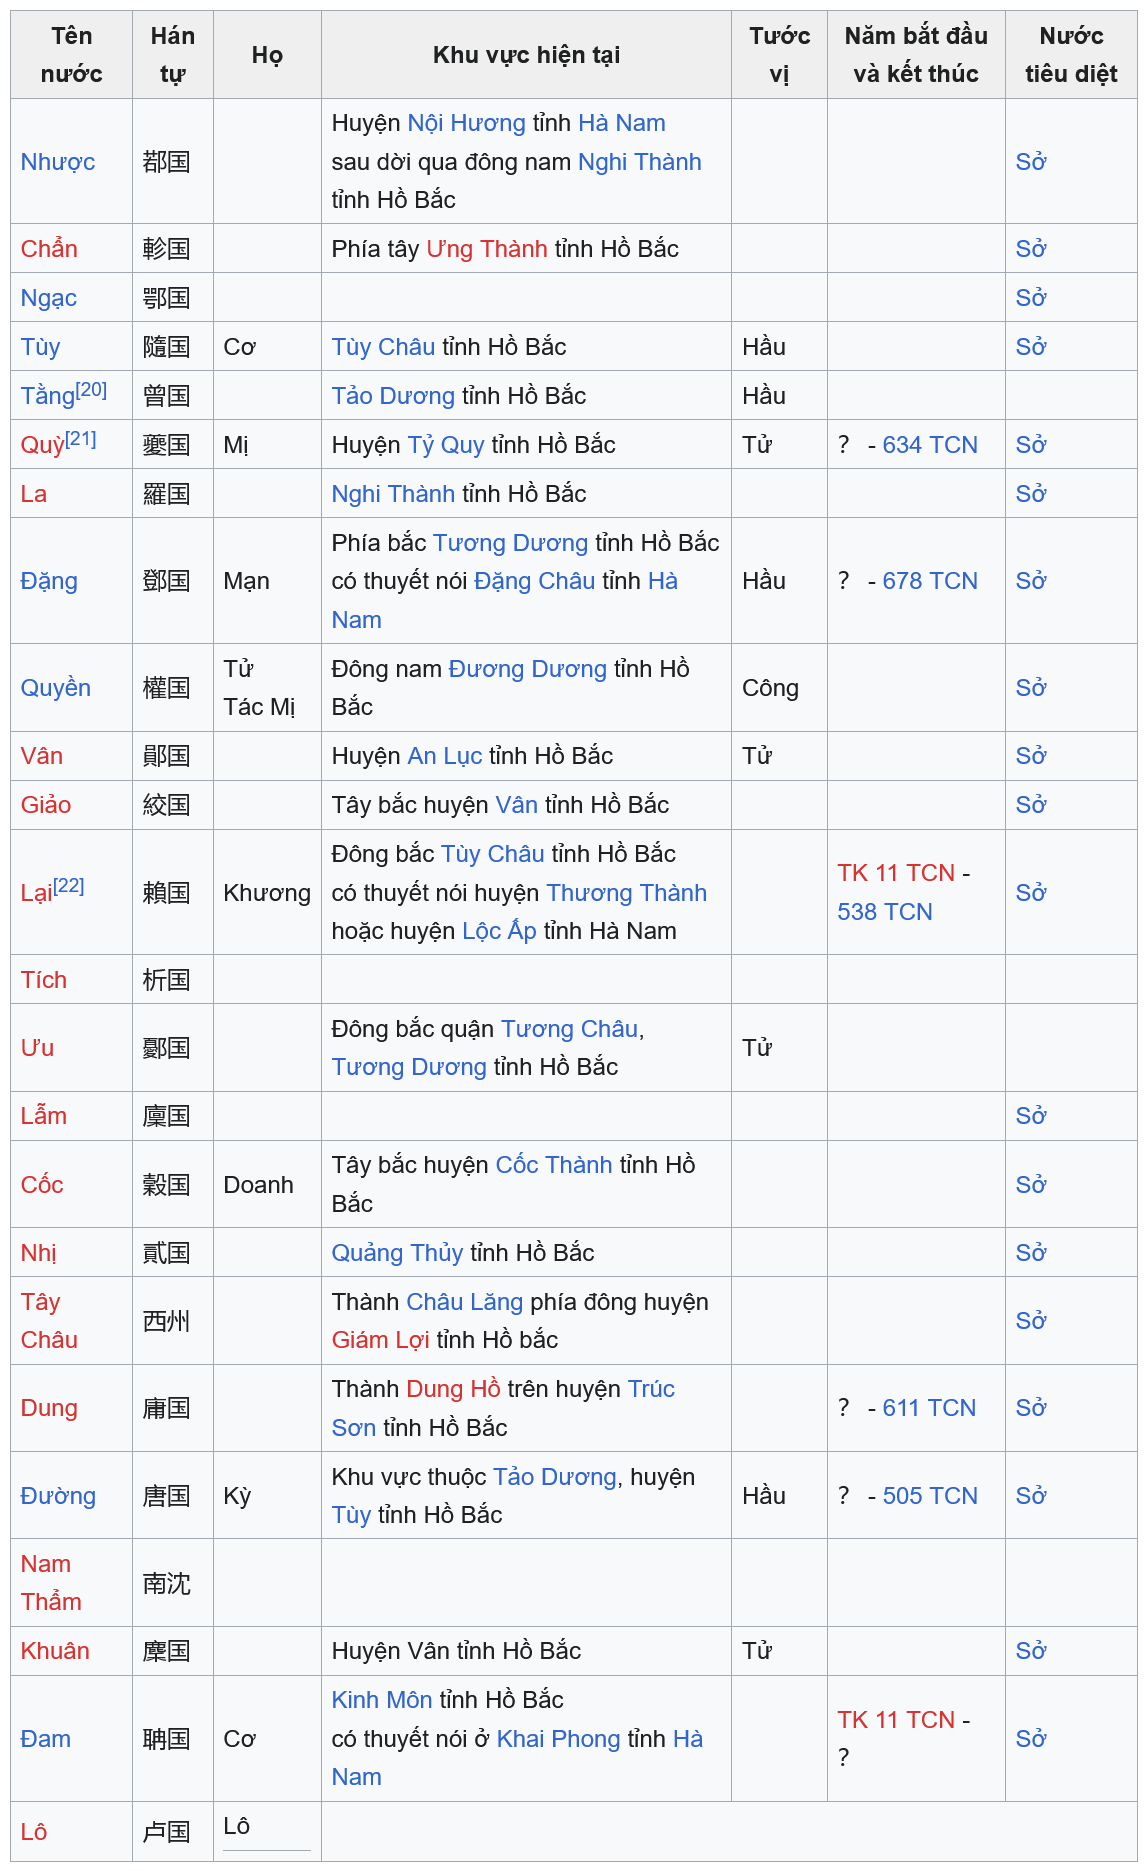 Tên nước Hán tự Họ Khu vực hiện tại Tước vị Năm bắt đầu và kết thúc Nước tiêu diệt
Nhược 鄀国 Huyện Nội Hương tỉnh Hà Nam
sau dời qua đông nam Nghi Thành
tỉnh Hồ Bắc Sở
Chẩn 軫国 Phía tây Ưng Thành tỉnh Hồ Bắc Sở
Ngạc 鄂国 Sở
Tùy 隨国 Cơ Tùy Châu tỉnh Hồ Bắc Hầu Sở
Tằng[20] 曾国 Tảo Dương tỉnh Hồ Bắc Hầu
Quỳ[21] 夔国 Mị Huyện Tỷ Quy tỉnh Hồ Bắc Tử ? - 634 TCN Sở
La 羅国 Nghi Thành tỉnh Hồ Bắc Sở
Đặng 鄧国 Mạn Phía bắc Tương Dương tỉnh Hồ Bắc
có thuyết nói Đặng Châu tỉnh Hà
Nam Hầu ? - 678 TCN Sở
Quyền 權国 Tử
Tác Mị Đông nam Đương Dương tỉnh Hồ
Bắc Công Sở
Vân 鄖国 Huyện An Lục tỉnh Hồ Bắc Tử Sở
Giảo 絞国 Tây bắc huyện Vân tỉnh Hồ Bắc Sở
Lại[22] 賴国 Khương Đông bắc Tùy Châu tỉnh Hồ Bắc
có thuyết nói huyện Thương Thành
hoặc huyện Lộc Ấp tỉnh Hà Nam TK 11 TCN -
538 TCN Sở
Tích 析国
Ưu 鄾国 Đông bắc quận Tương Châu,
Tương Dương tỉnh Hồ Bắc Tử
Lẫm 廩国 Sở
Cốc 穀国 Doanh Tây bắc huyện Cốc Thành tỉnh Hồ
Bắc Sở
Nhị 貳国 Quảng Thủy tỉnh Hồ Bắc Sở
Tây
Châu 西州 Thành Châu Lăng phía đông huyện
Giám Lợi tỉnh Hồ bắc Sở
Dung 庸国 Thành Dung Hồ trên huyện Trúc
Sơn tỉnh Hồ Bắc ? - 611 TCN Sở
Đường 唐国 Kỳ Khu vực thuộc Tảo Dương, huyện
Tùy tỉnh Hồ Bắc Hầu ? - 505 TCN Sở
Nam
Thẩm 南沈
Khuân 麇国 Huyện Vân tỉnh Hồ Bắc Tử Sở
Đam 聃国 Cơ Kinh Môn tỉnh Hồ Bắc
có thuyết nói ở Khai Phong tỉnh Hà
Nam TK 11 TCN -
? Sở
Lô 卢国 Lô